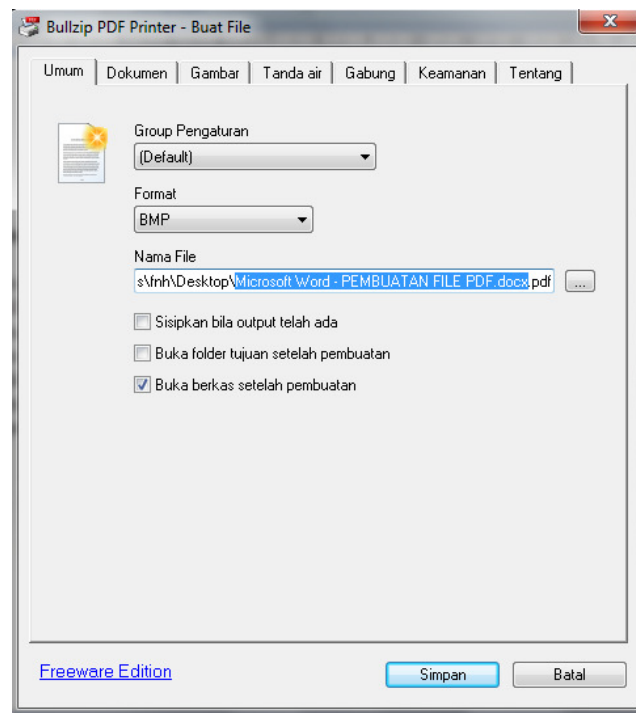 Bullzip PDF Printer - Buat File
Umum Dokumen Gambar Tanda air Gabung Keamanan Tentang
Group Pengaturan
(Default)
Format
BMP
Nama File
s\fnh\Desktop\Microsoft Word - PEMBUATAN FILE PDF.docx.pdf ...
Sisipkan bila output telah ada
Buka folder tujuan setelah pembuatan
Buka berkas setelah pembuatan
Freeware Edition Simpan Batal